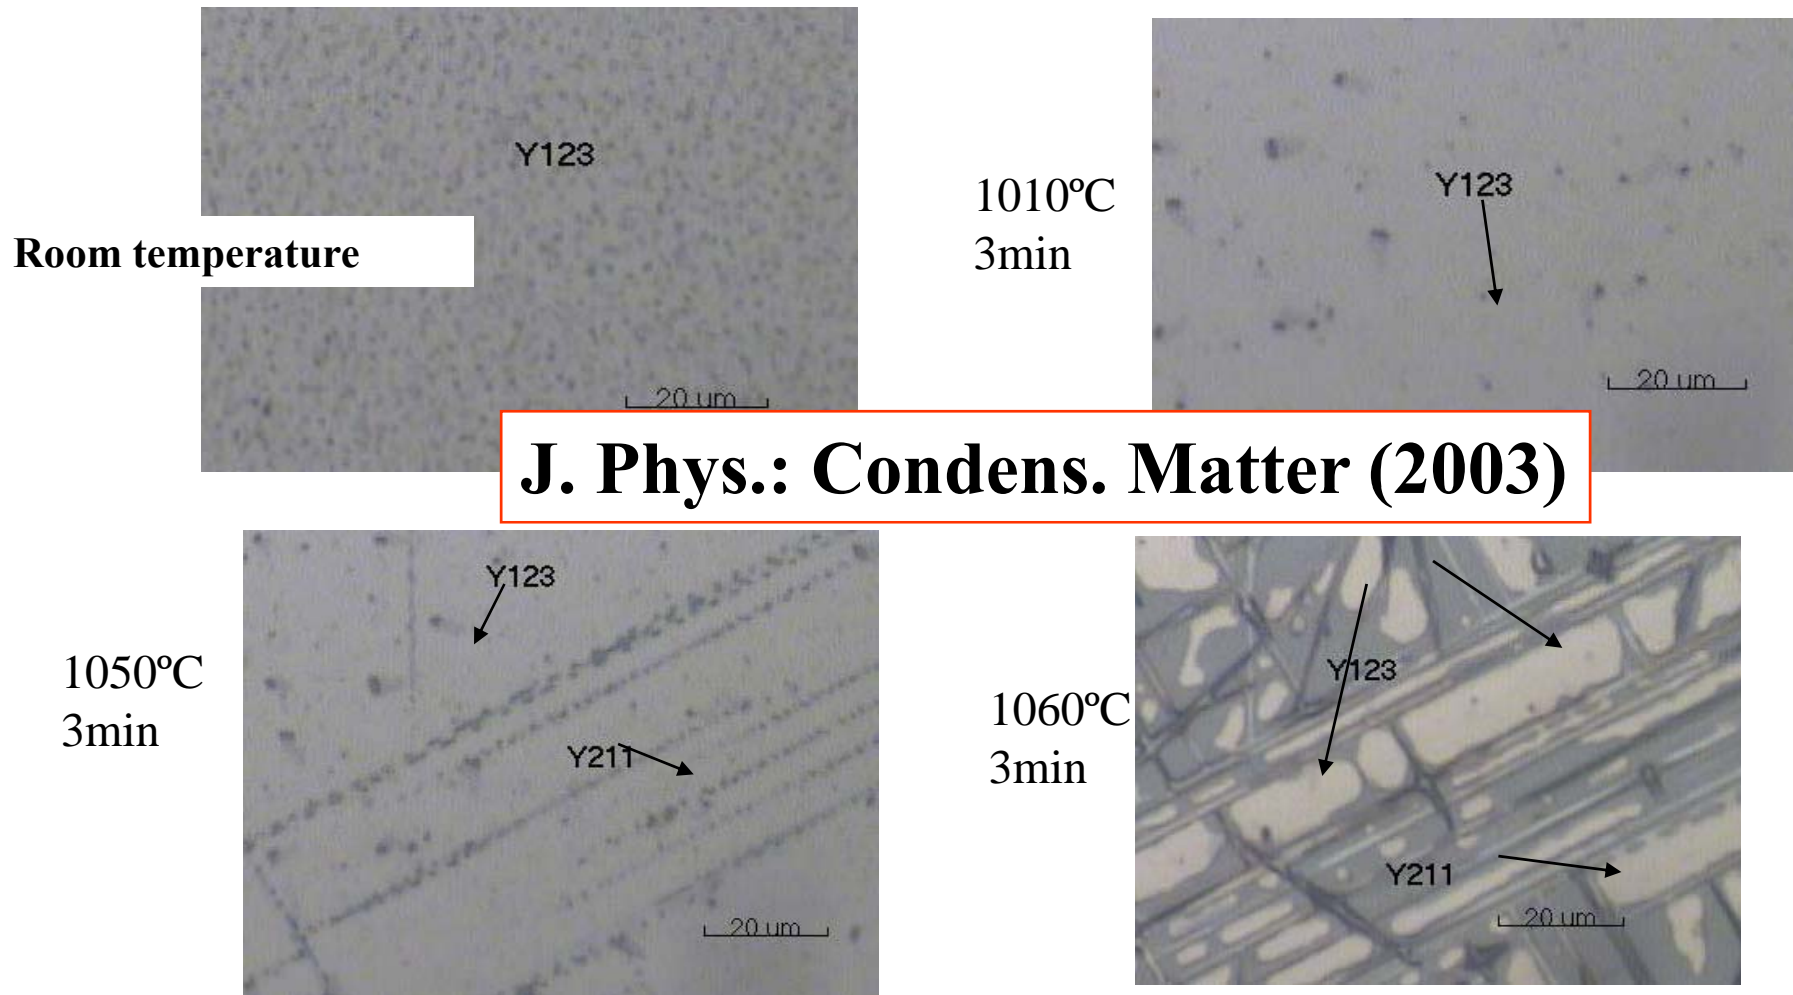 Y123
Room temperature
20 um
1010ºC
3min
Y123
20 um
J. Phys.: Condens. Matter (2003)
1050ºC
3min
Y123
Y211
20 um
1060ºC
3min
Y123
Y211
20 um